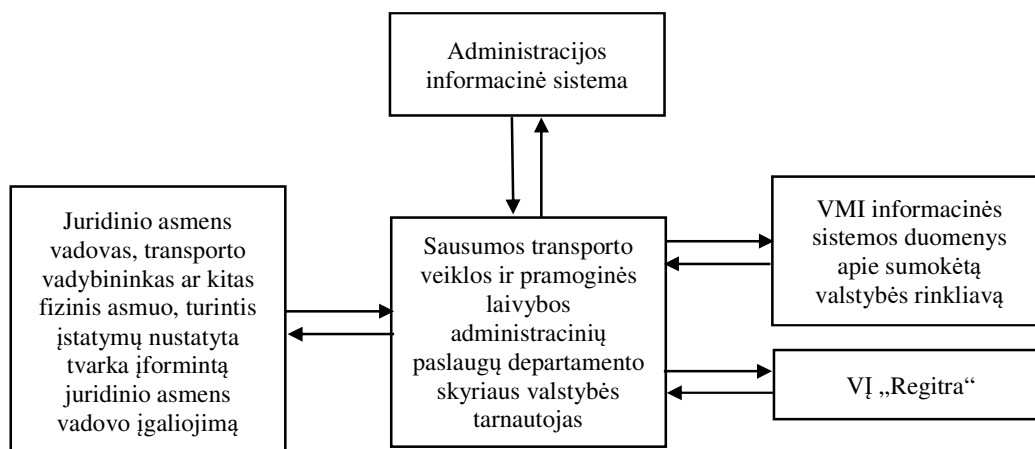 Administracijos
informacinė sistema
Juridinio asmens
vadovas, transporto
vadybininkas ar kitas
fizinis asmuo, turintis
įstatymų nustatyta
tvarka įformintą
juridinio asmens
vadovo įgaliojimą
Sausumos transporto
veiklos ir pramoginės
laivybos
administracinių
paslaugų departamento
skyriaus valstybės
tarnautojas
VMI informacinės
sistemos duomenys
apie sumokėtą
valstybės rinkliavą
VĮ „Regitra“